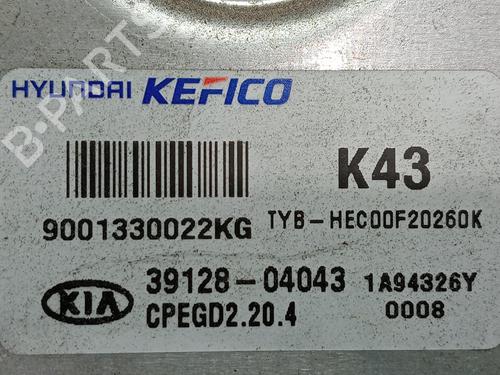 B-PARTS
HYUNDAI KEFICO
K43
9001330022KG TYB-HEC00F20260K
KIA 39128-04043 1A94326Y
CPEGD2.20.4 0008